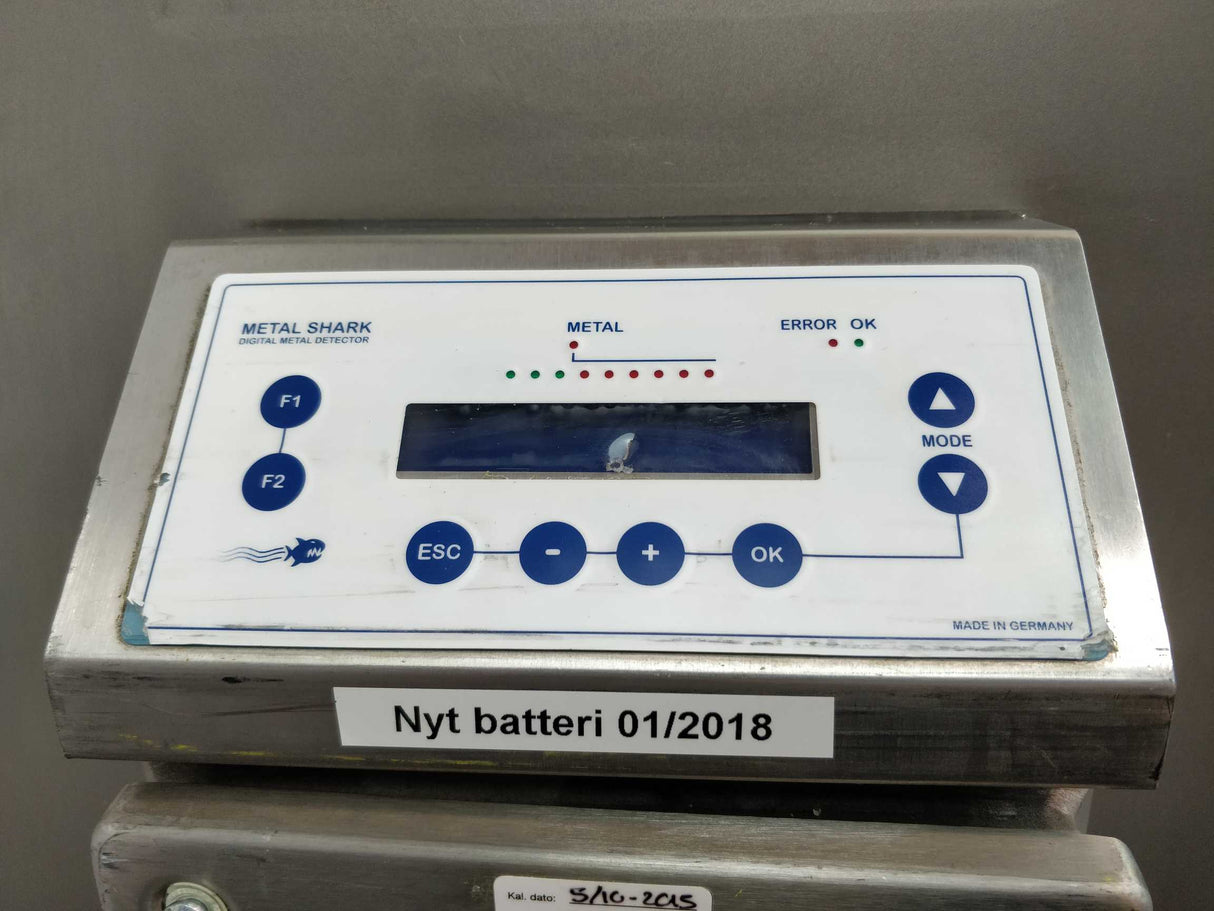 METAL SHARK
DIGITAL METAL DETECTOR
METAL
ERROR OK
F1
F2
MODE
ESC
-
+
OK
MADE IN GERMANY
Nyt batteri 01/2018
Kal. dato: 5/10-2015